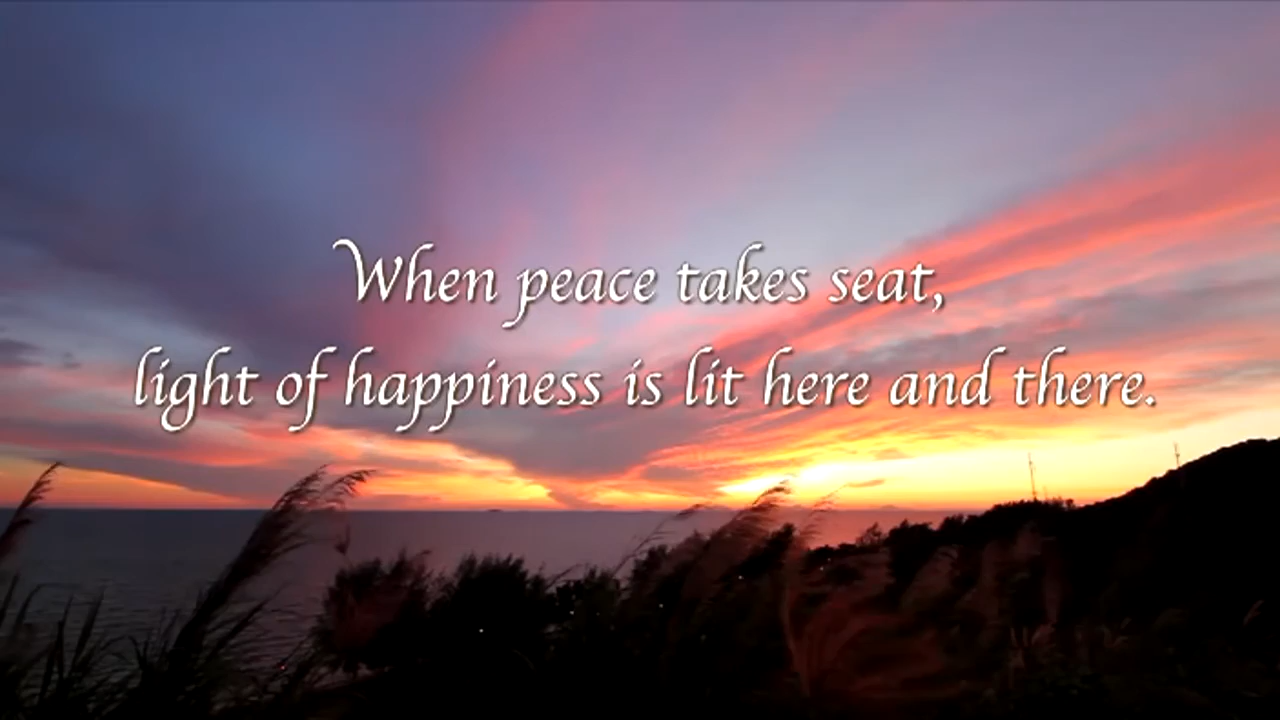 When peace takes seat,
light of happiness is lit here and there.